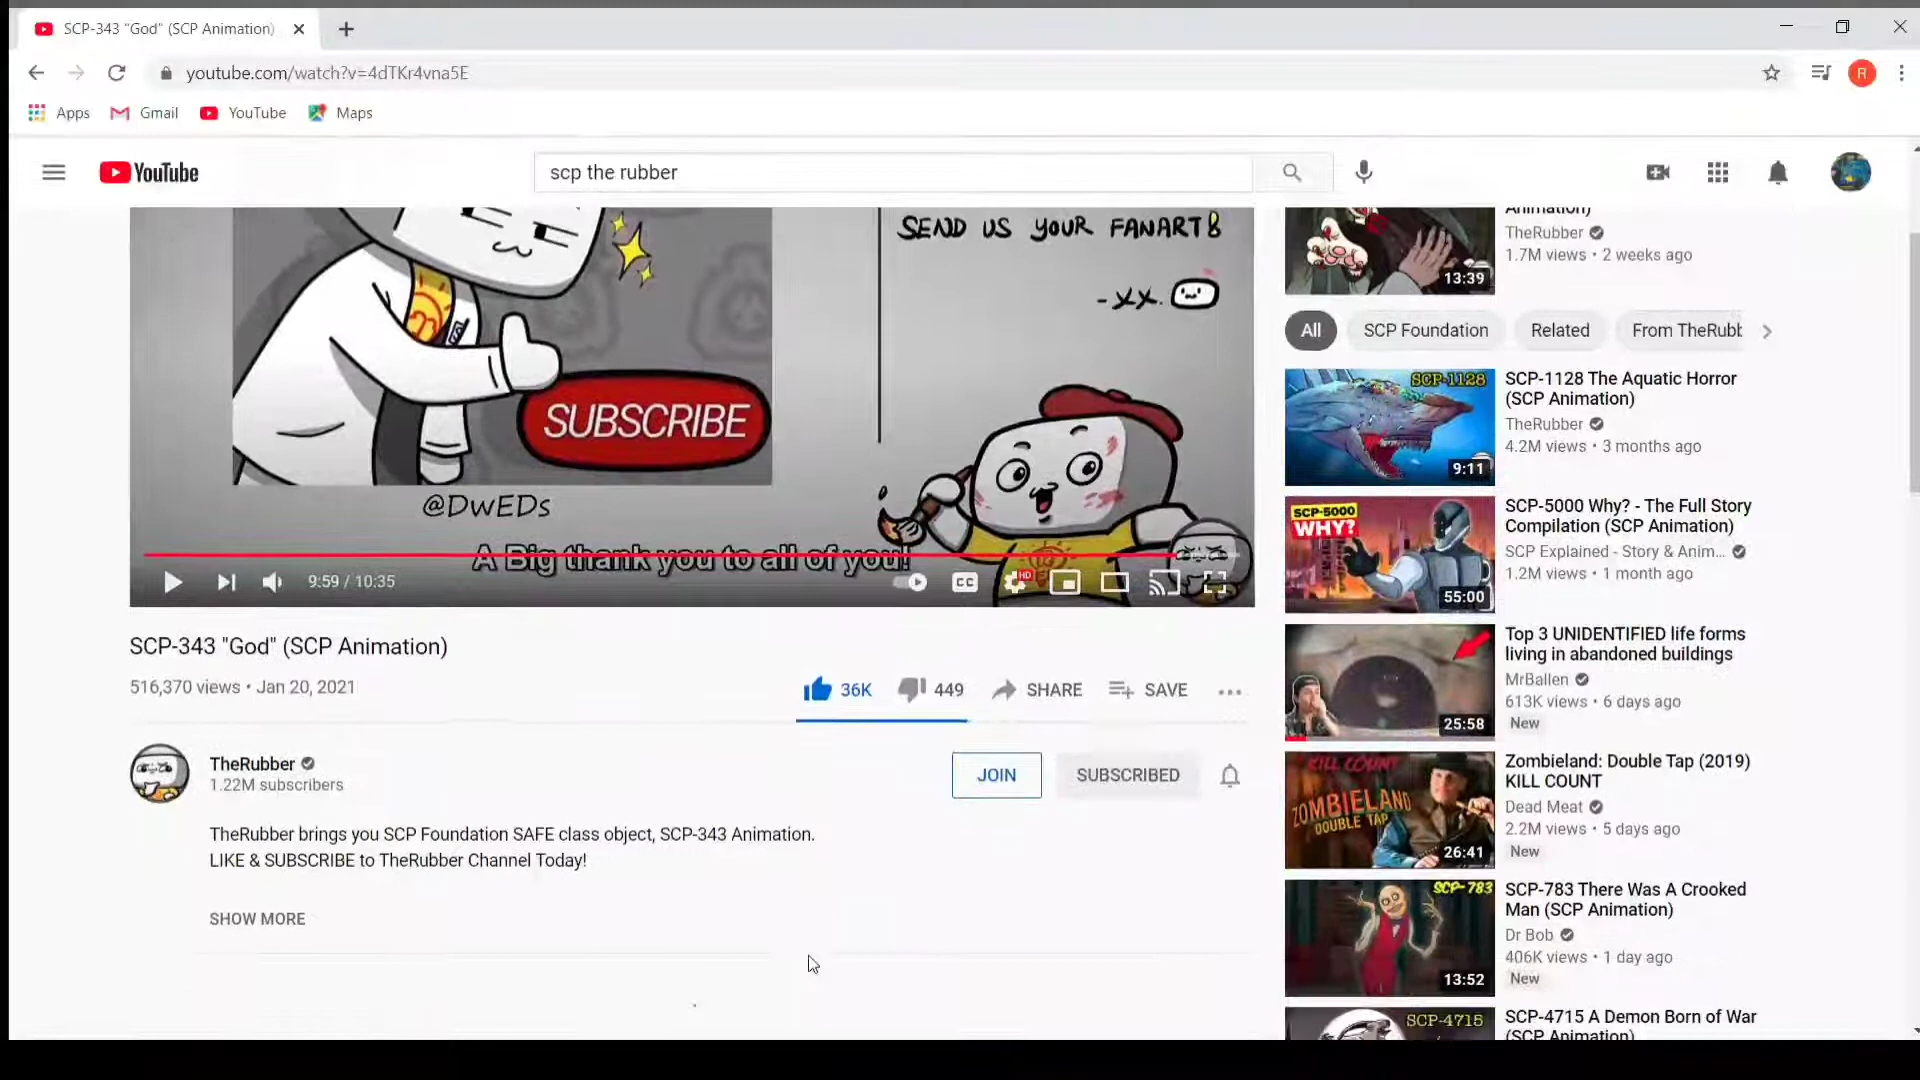 SCP-343 "God" (SCP Animation)
youtube.com/watch?v=4dTKr4vna5E
R
Apps
Gmail
YouTube
Maps
YouTube
scp the rubber
SEND US YOUR FANART!
-XX.
SUBSCRIBE
@DWEDs
A Big thank you to all of you!
9:59 / 10:35
CC
HD
SCP-343 "God" (SCP Animation)
516,370 views • Jan 20, 2021
36K
449
SHARE
SAVE
TheRubber
1.22M subscribers
JOIN
SUBSCRIBED
TheRubber brings you SCP Foundation SAFE class object, SCP-343 Animation.
LIKE & SUBSCRIBE to TheRubber Channel Today!
SHOW MORE
Animation)
TheRubber
1.7M views • 2 weeks ago
13:39
All
SCP Foundation
Related
From TheRubb
SCP-1128
9:11
SCP-1128 The Aquatic Horror
(SCP Animation)
TheRubber
4.2M views • 3 months ago
SCP-5000
WHY?
55:00
SCP-5000 Why? - The Full Story
Compilation (SCP Animation)
SCP Explained - Story & Anim...
1.2M views • 1 month ago
25:58
Top 3 UNIDENTIFIED life forms
living in abandoned buildings
MrBallen
613K views • 6 days ago
New
KILL COUNT
ZOMBIELAND
DOUBLE TAP
26:41
Zombieland: Double Tap (2019)
KILL COUNT
Dead Meat
2.2M views • 5 days ago
New
SCP-783
13:52
SCP-783 There Was A Crooked
Man (SCP Animation)
Dr Bob
406K views • 1 day ago
New
SCP-4715
SCP-4715 A Demon Born of War
(SCP Animation)